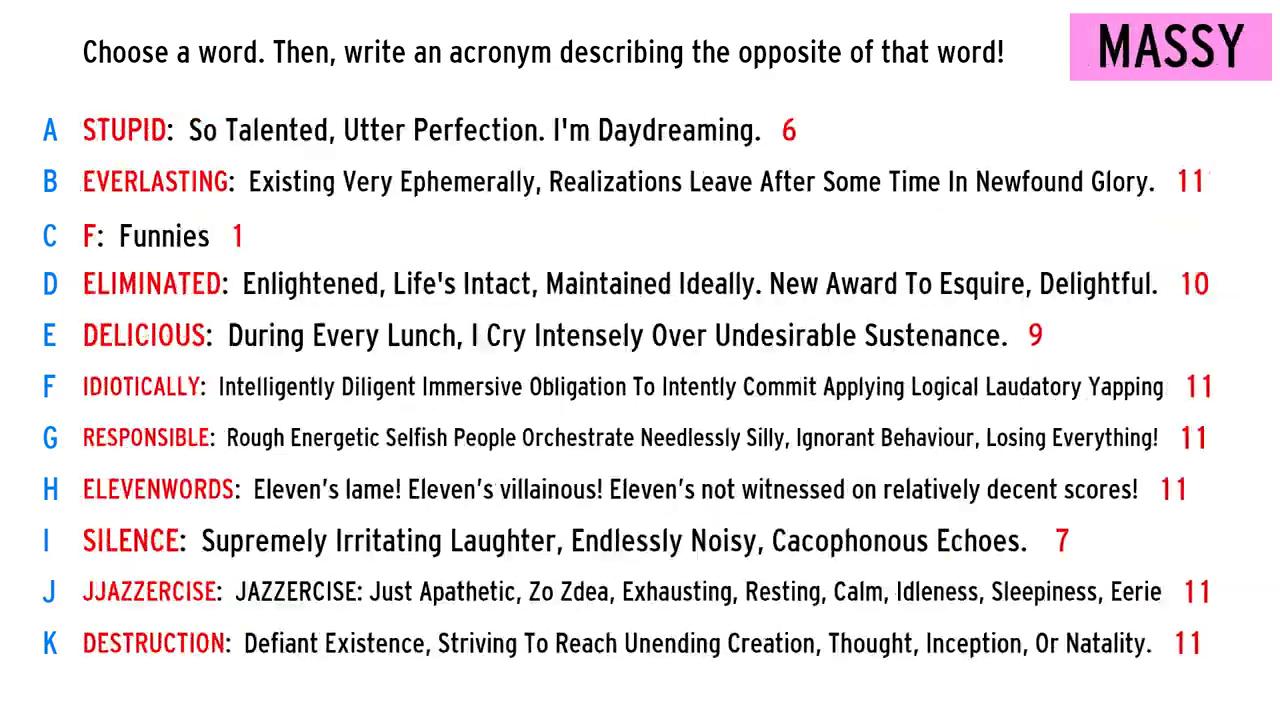 Choose a word. Then, write an acronym describing the opposite of that word!
MASSY
A STUPID: So Talented, Utter Perfection. I'm Daydreaming. 6
B EVERLASTING: Existing Very Ephemerally, Realizations Leave After Some Time In Newfound Glory. 11
C F: Funnies 1
D ELIMINATED: Enlightened, Life's Intact, Maintained Ideally. New Award To Esquire, Delightful. 10
E DELICIOUS: During Every Lunch, I Cry Intensely Over Undesirable Sustenance. 9
F IDIOTICALLY: Intelligently Diligent Immersive Obligation To Intently Commit Applying Logical Laudatory Yapping 11
G RESPONSIBLE: Rough Energetic Selfish People Orchestrate Needlessly Silly, Ignorant Behaviour, Losing Everything! 11
H ELEVENWORDS: Eleven’s lame! Eleven’s villainous! Eleven’s not witnessed on relatively decent scores! 11
I SILENCE: Supremely Irritating Laughter, Endlessly Noisy, Cacophonous Echoes. 7
J JJAZZERCISE: JAZZERCISE: Just Apathetic, Zo Zdea, Exhausting, Resting, Calm, Idleness, Sleepiness, Eerie 11
K DESTRUCTION: Defiant Existence, Striving To Reach Unending Creation, Thought, Inception, Or Natality. 11